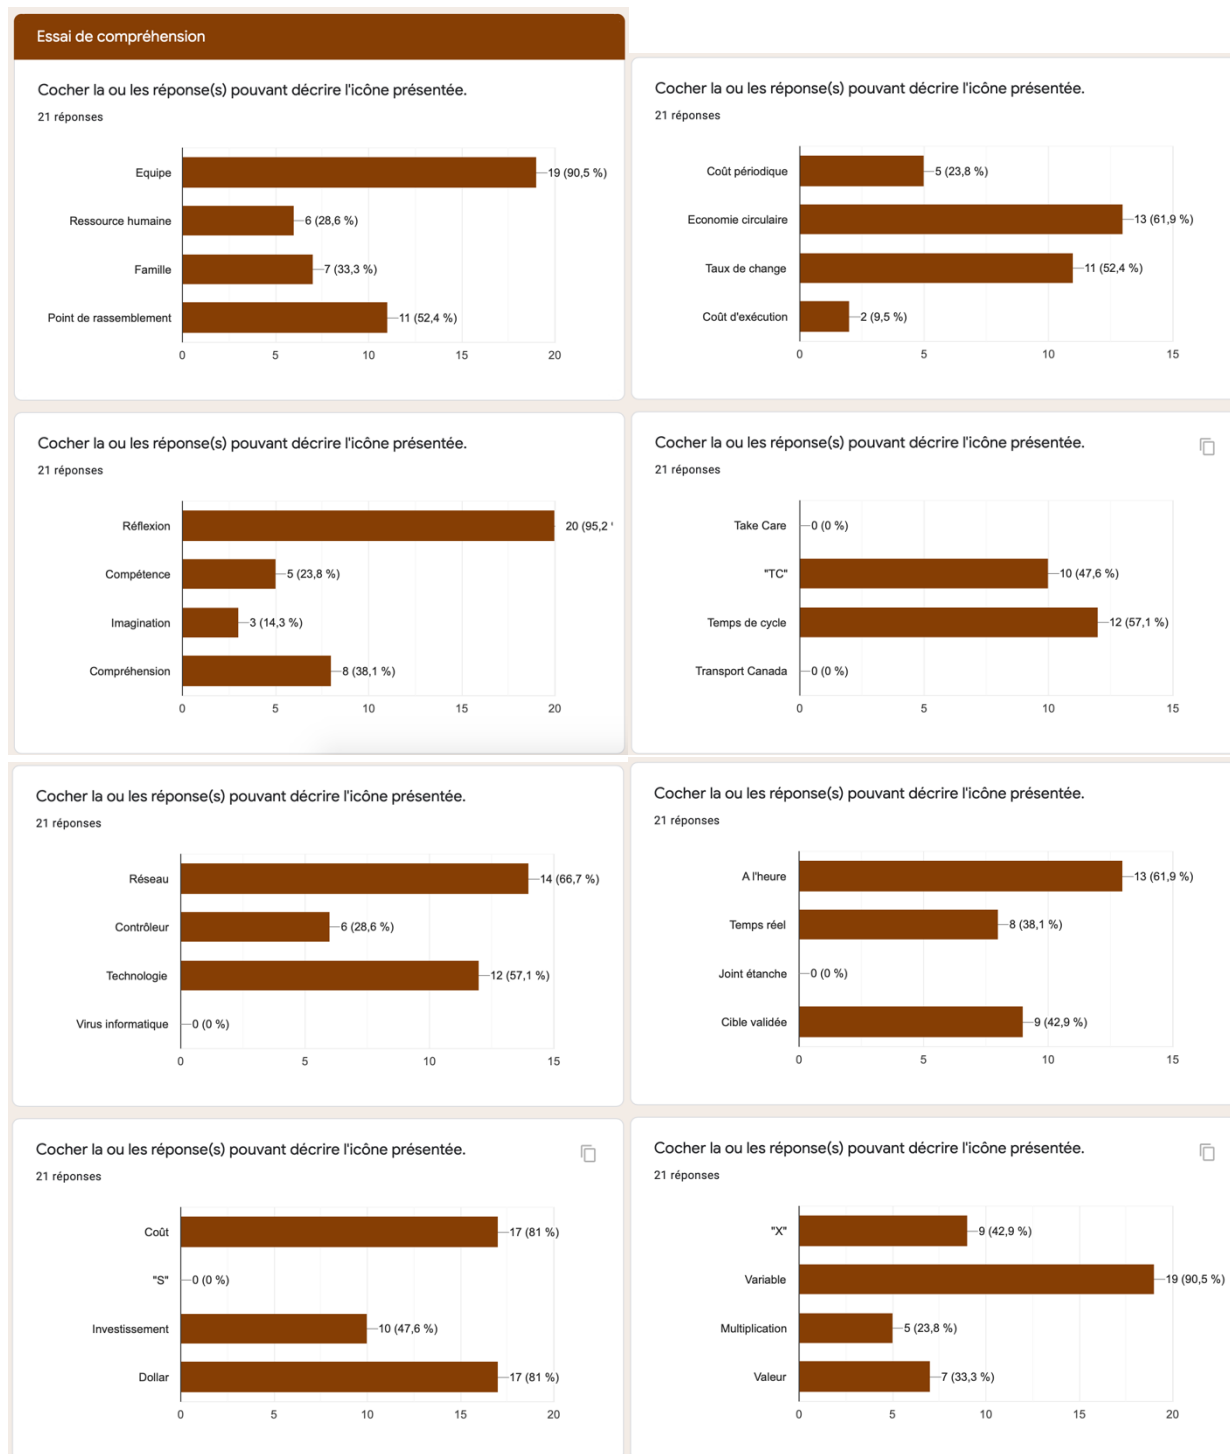 Essai de compréhension
Cocher la ou les réponse(s) pouvant décrire l'icône présentée.
21 réponses
Equipe
19 (90,5 %)
Ressource humaine
6 (28,6 %)
Famille
7 (33,3 %)
Point de rassemblement
11 (52,4 %)
0 5 10 15 20
Cocher la ou les réponse(s) pouvant décrire l'icône présentée.
21 réponses
Coût périodique
5 (23,8 %)
Economie circulaire
13 (61,9 %)
Taux de change
11 (52,4 %)
Coût d'exécution
2 (9,5 %)
0 5 10 15
Cocher la ou les réponse(s) pouvant décrire l'icône présentée.
21 réponses
Réflexion
20 (95,2
Compétence
5 (23,8 %)
Imagination
3 (14,3 %)
Compréhension
8 (38,1 %)
0 5 10 15 20
Cocher la ou les réponse(s) pouvant décrire l'icône présentée.
21 réponses
Take Care
0 (0 %)
"TC"
10 (47,6 %)
Temps de cycle
12 (57,1 %)
Transport Canada
0 (0 %)
0 5 10 15
Cocher la ou les réponse(s) pouvant décrire l'icône présentée.
21 réponses
Réseau
14 (66,7 %)
Contrôleur
6 (28,6 %)
Technologie
12 (57,1 %)
Virus informatique
0 (0 %)
0 5 10 15
Cocher la ou les réponse(s) pouvant décrire l'icône présentée.
21 réponses
A l'heure
13 (61,9 %)
Temps réel
8 (38,1 %)
Joint étanche
0 (0 %)
Cible validée
9 (42,9 %)
0 5 10 15
Cocher la ou les réponse(s) pouvant décrire l'icône présentée.
21 réponses
Coût
17 (81 %)
"S"
0 (0 %)
Investissement
10 (47,6 %)
Dollar
17 (81 %)
0 5 10 15 20
Cocher la ou les réponse(s) pouvant décrire l'icône présentée.
21 réponses
"X"
9 (42,9 %)
Variable
19 (90,5 %)
Multiplication
5 (23,8 %)
Valeur
7 (33,3 %)
0 5 10 15 20